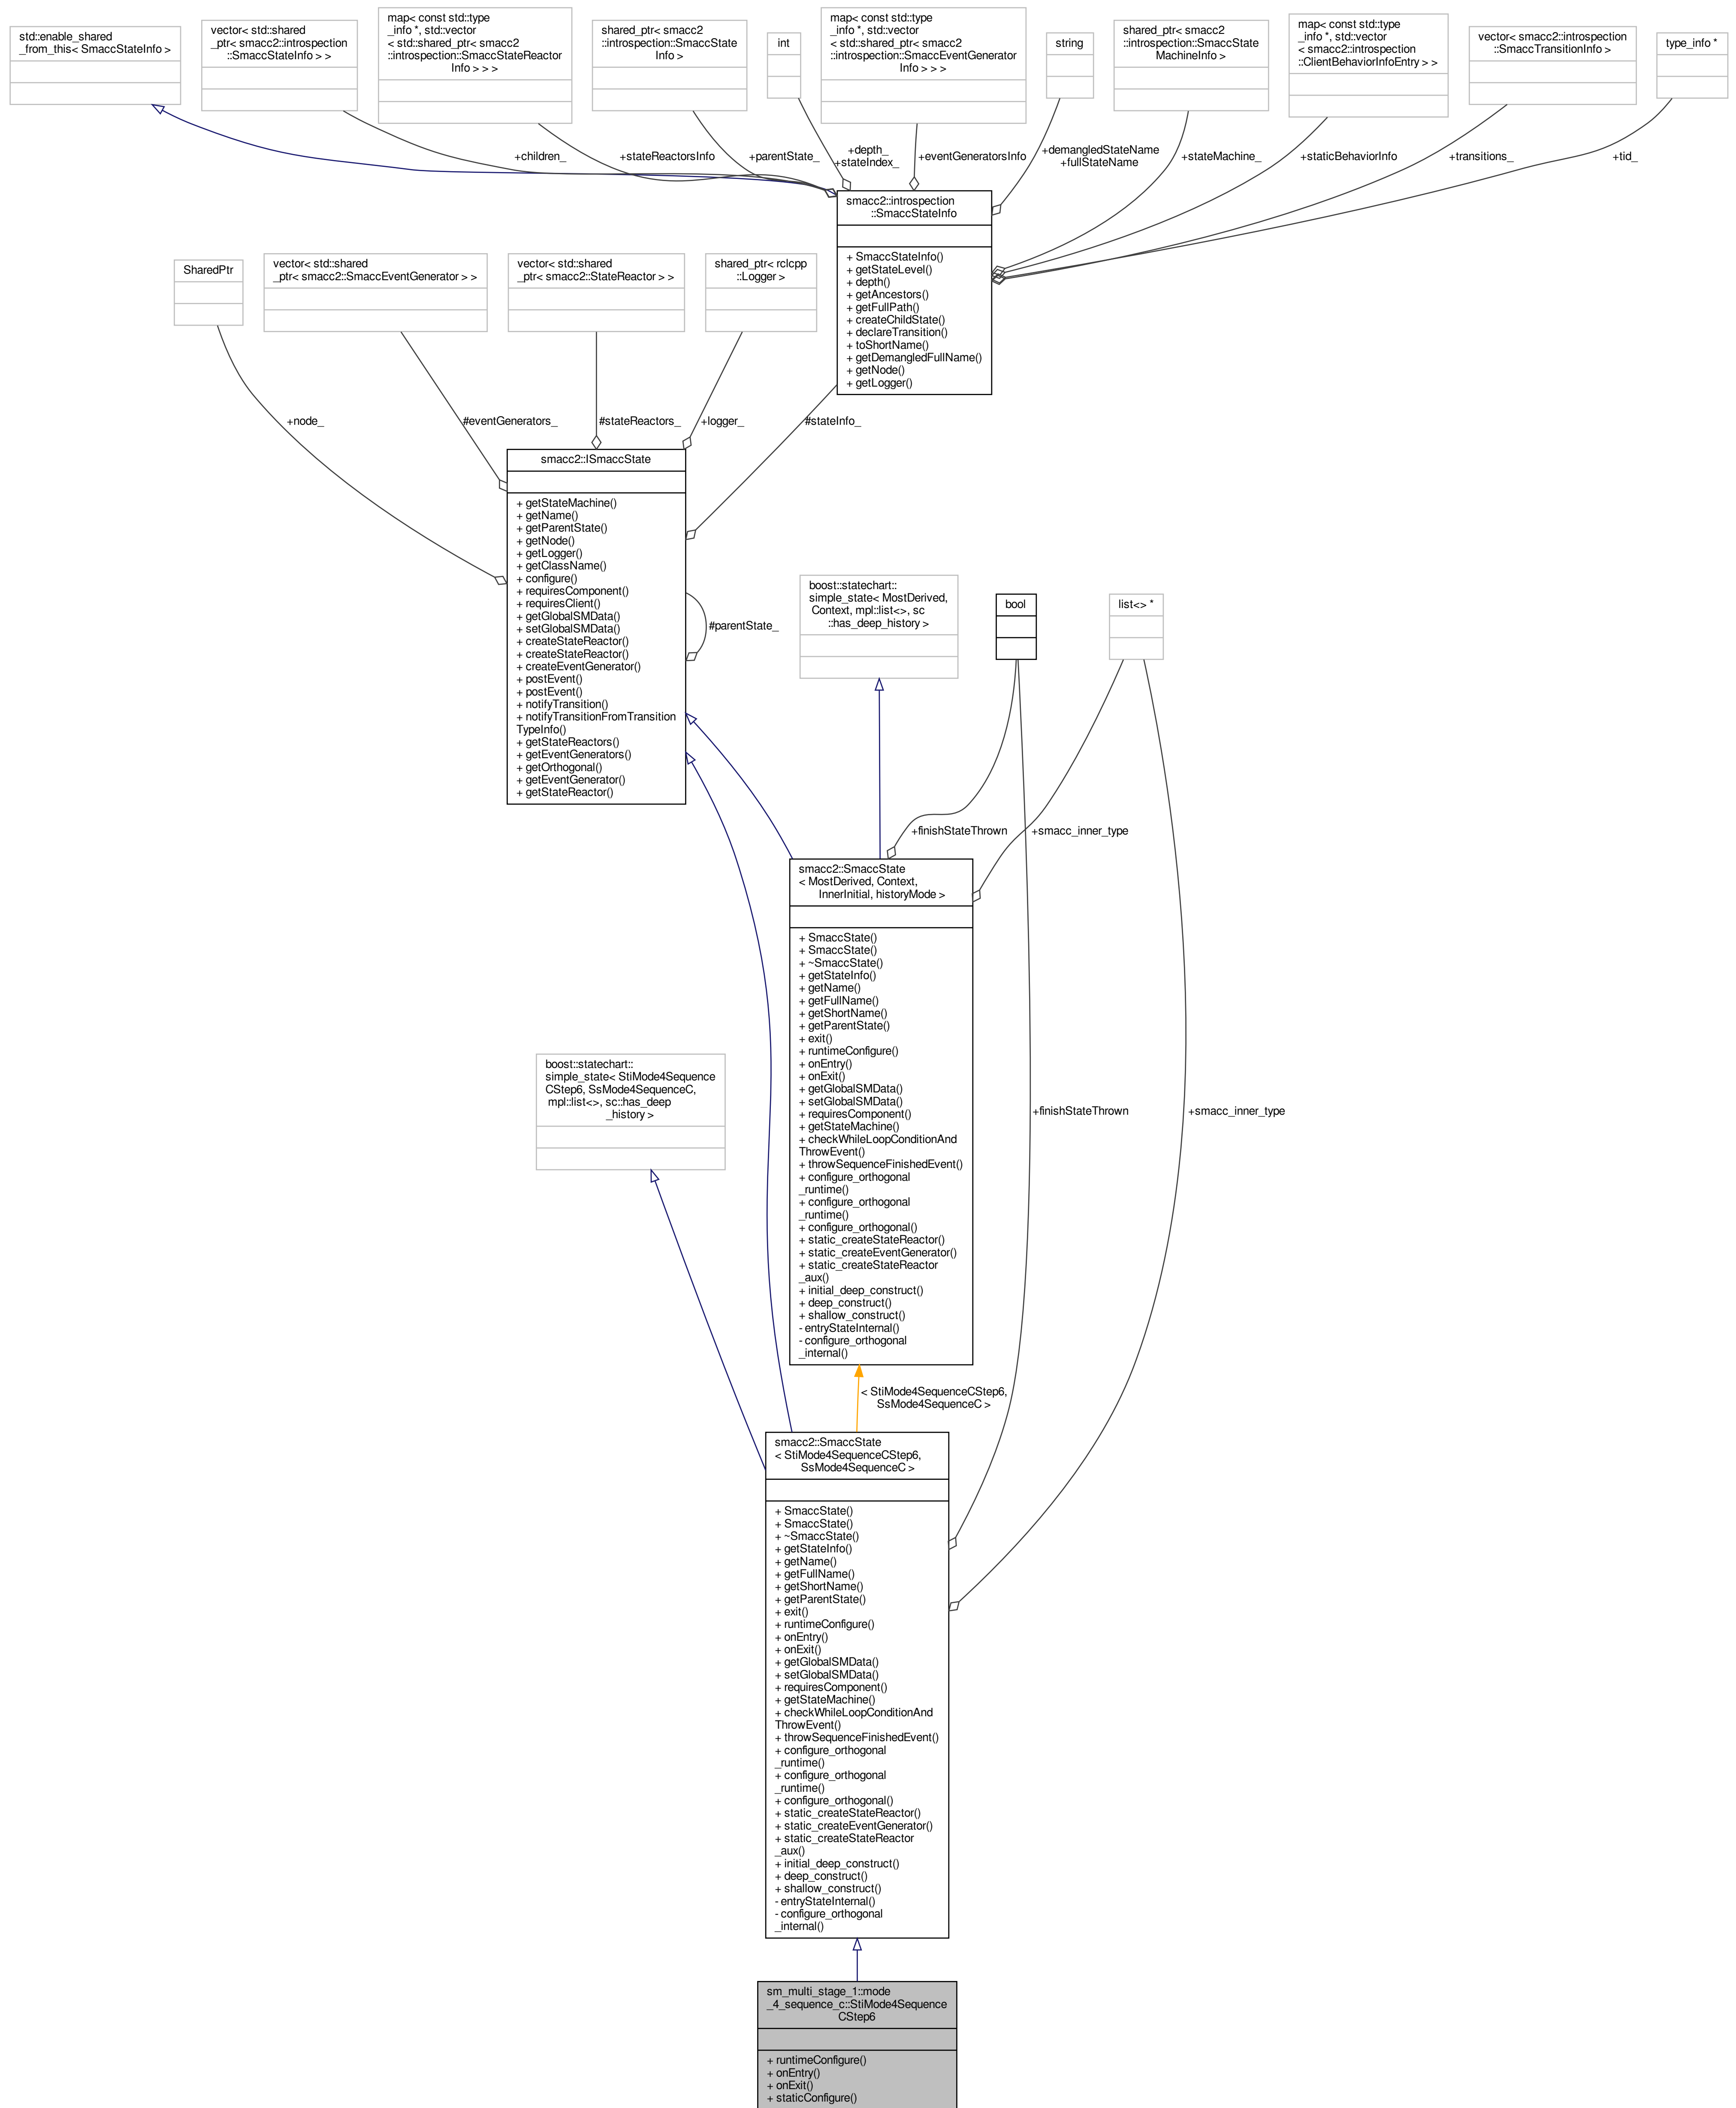 std::enable_shared
_from_this< SmaccStateInfo >
vector< std::shared
_ptr< smacc2::introspection
::SmaccStateInfo > >
map< const std::type
_info *, std::vector
< std::shared_ptr< smacc2
::introspection::SmaccStateReactor
Info > > >
shared_ptr< smacc2
::introspection::SmaccState
Info >
int
map< const std::type
_info *, std::vector
< std::shared_ptr< smacc2
::introspection::SmaccEventGenerator
Info > > >
string
shared_ptr< smacc2
::introspection::SmaccState
MachineInfo >
map< const std::type
_info *, std::vector
< smacc2::introspection
::ClientBehaviorInfoEntry > >
vector< smacc2::introspection
::SmaccTransitionInfo >
type_info *
+children_
+stateReactorsInfo
+parentState_
+depth_
+stateIndex_
+eventGeneratorsInfo
+demangledStateName
+fullStateName
+stateMachine_
+staticBehaviorInfo
+transitions_
+tid_
smacc2::introspection
::SmaccStateInfo
+ SmaccStateInfo()
+ getStateLevel()
+ depth()
+ getAncestors()
+ getFullPath()
+ createChildState()
+ declareTransition()
+ toShortName()
+ getDemangledFullName()
+ getNode()
+ getLogger()
SharedPtr
vector< std::shared
_ptr< smacc2::SmaccEventGenerator > >
vector< std::shared
_ptr< smacc2::StateReactor > >
shared_ptr< rclcpp
::Logger >
+node_
#eventGenerators_
#stateReactors_
+logger_
#stateInfo_
smacc2::ISmaccState
+ getStateMachine()
+ getName()
+ getParentState()
+ getNode()
+ getLogger()
+ getClassName()
+ configure()
+ requiresComponent()
+ requiresClient()
+ getGlobalSMData()
+ setGlobalSMData()
+ createStateReactor()
+ createStateReactor()
+ createEventGenerator()
+ postEvent()
+ postEvent()
+ notifyTransition()
+ notifyTransitionFromTransition
TypeInfo()
+ getStateReactors()
+ getEventGenerators()
+ getOrthogonal()
+ getEventGenerator()
+ getStateReactor()
#parentState_
boost::statechart::
simple_state< MostDerived,
Context, mpl::list<>, sc
::has_deep_history >
bool
list<> *
+finishStateThrown
+smacc_inner_type
smacc2::SmaccState
< MostDerived, Context,
InnerInitial, historyMode >
+ SmaccState()
+ SmaccState()
+ ~SmaccState()
+ getStateInfo()
+ getName()
+ getFullName()
+ getShortName()
+ getParentState()
+ exit()
+ runtimeConfigure()
+ onEntry()
+ onExit()
+ getGlobalSMData()
+ setGlobalSMData()
+ requiresComponent()
+ getStateMachine()
+ checkWhileLoopConditionAnd
ThrowEvent()
+ throwSequenceFinishedEvent()
+ configure_orthogonal
_runtime()
+ configure_orthogonal
_runtime()
+ configure_orthogonal()
+ static_createStateReactor()
+ static_createEventGenerator()
+ static_createStateReactor
_aux()
+ initial_deep_construct()
+ deep_construct()
+ shallow_construct()
- entryStateInternal()
- configure_orthogonal
_internal()
boost::statechart::
simple_state< StiMode4Sequence
CStep6, SsMode4SequenceC,
mpl::list<>, sc::has_deep
_history >
+finishStateThrown
+smacc_inner_type
< StiMode4SequenceCStep6,
SsMode4SequenceC >
smacc2::SmaccState
< StiMode4SequenceCStep6,
SsMode4SequenceC >
+ SmaccState()
+ SmaccState()
+ ~SmaccState()
+ getStateInfo()
+ getName()
+ getFullName()
+ getShortName()
+ getParentState()
+ exit()
+ runtimeConfigure()
+ onEntry()
+ onExit()
+ getGlobalSMData()
+ setGlobalSMData()
+ requiresComponent()
+ getStateMachine()
+ checkWhileLoopConditionAnd
ThrowEvent()
+ throwSequenceFinishedEvent()
+ configure_orthogonal
_runtime()
+ configure_orthogonal
_runtime()
+ configure_orthogonal()
+ static_createStateReactor()
+ static_createEventGenerator()
+ static_createStateReactor
_aux()
+ initial_deep_construct()
+ deep_construct()
+ shallow_construct()
- entryStateInternal()
- configure_orthogonal
_internal()
sm_multi_stage_1::mode
_4_sequence_c::StiMode4Sequence
CStep6
+ runtimeConfigure()
+ onEntry()
+ onExit()
+ staticConfigure()